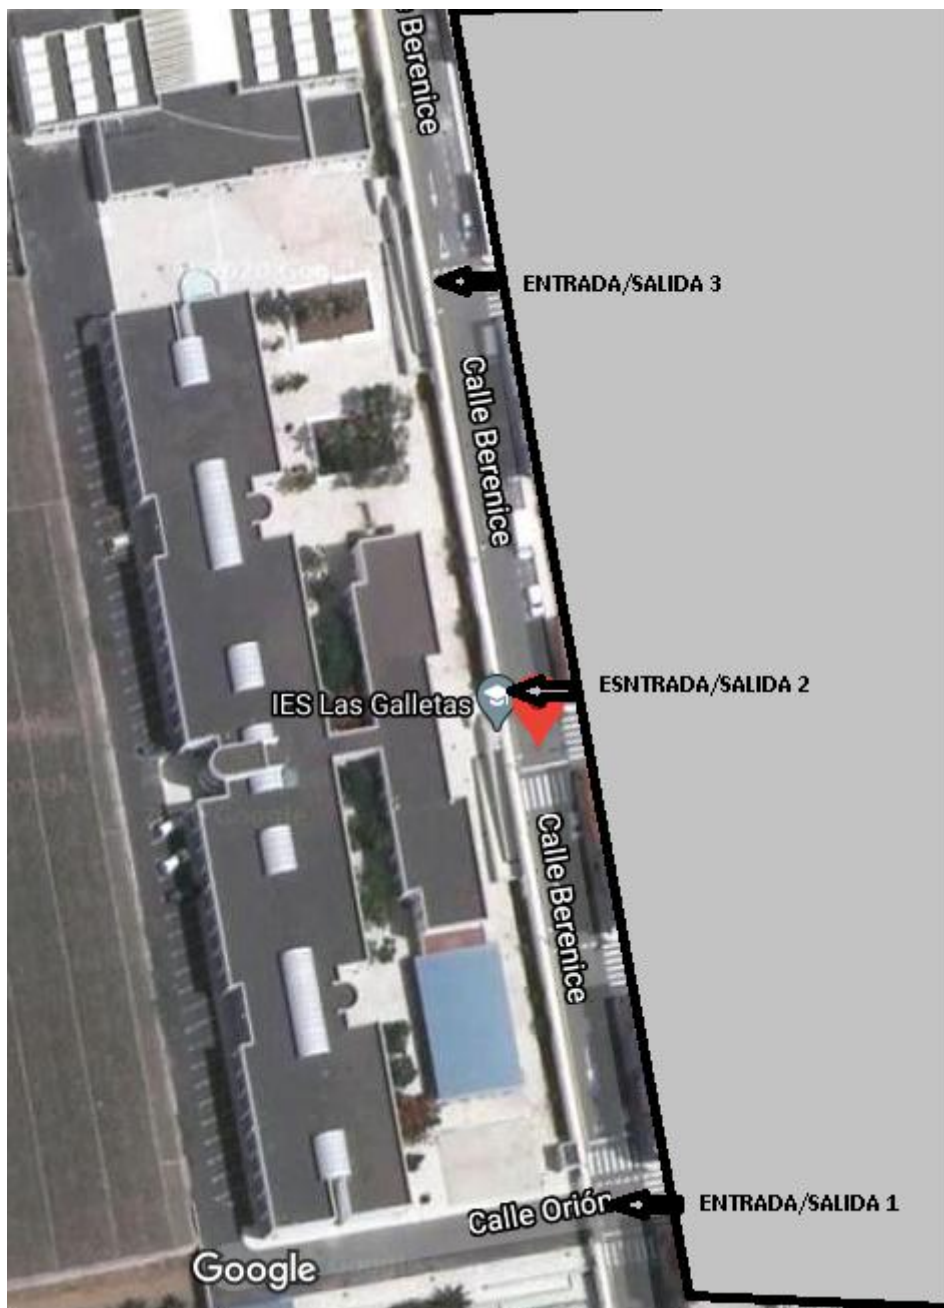 Berenice
ENTRADA/SALIDA 3
Calle Berenice
ESNTRADA/SALIDA 2
IES Las Galletas
Google
Calle Berenice
ENTRADA/SALIDA 1
Calle Orión
Google